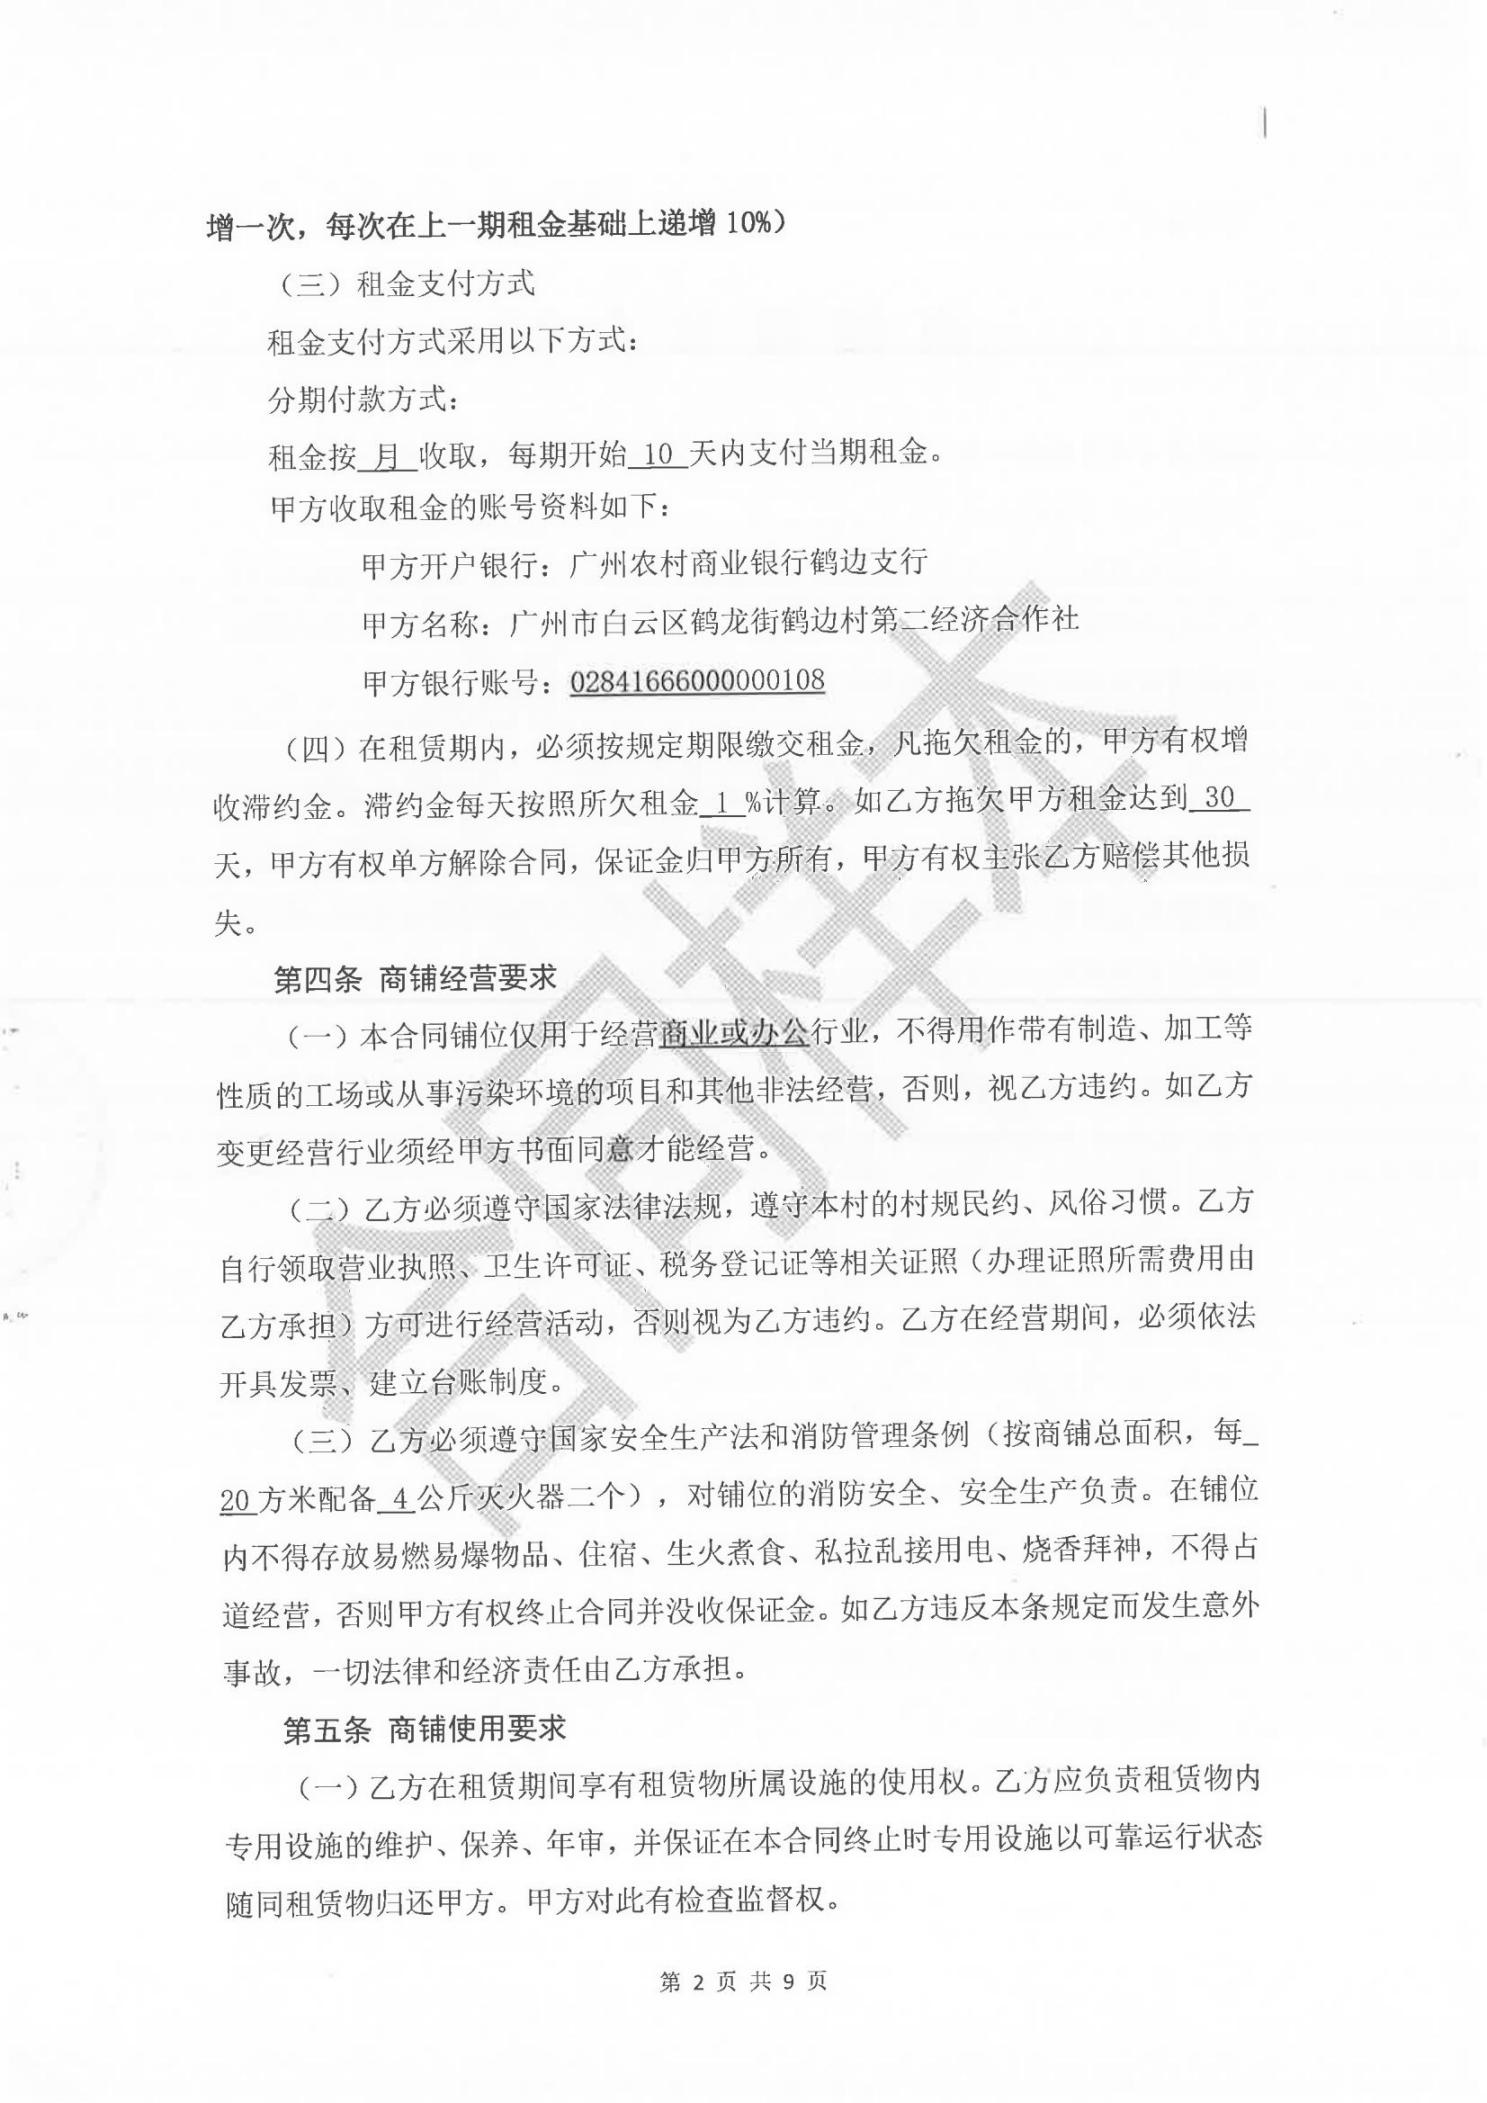 增一次，每次在上一期租金基础上递增 10%）
（三）租金支付方式
租金支付方式采用以下方式：
分期付款方式：
租金按 月 收取，每期开始 10 天内支付当期租金。
甲方收取租金的账号资料如下：
甲方开户银行：广州农村商业银行鹤边支行
甲方名称：广州市白云区鹤龙街鹤边村第二经济合作社
甲方银行账号：02841666000000108
（四）在租赁期内，必须按规定期限缴交租金，凡拖欠租金的，甲方有权增
收滞约金。滞约金每天按照所欠租金 1 %计算。如乙方拖欠甲方租金达到 30
天，甲方有权单方解除合同，保证金归甲方所有，甲方有权主张乙方赔偿其他损
失。
第四条 商铺经营要求
（一）本合同铺位仅用于经营商业或办公行业，不得用作带有制造、加工等
性质的工场或从事污染环境的项目和其他非法经营，否则，视乙方违约。如乙方
变更经营行业须经甲方书面同意才能经营。
（二）乙方必须遵守国家法律法规，遵守本村的村规民约、风俗习惯。乙方
自行领取营业执照、卫生许可证、税务登记证等相关证照（办理证照所需费用由
乙方承担）方可进行经营活动，否则视为乙方违约。乙方在经营期间，必须依法
开具发票、建立台账制度。
（三）乙方必须遵守国家安全生产法和消防管理条例（按商铺总面积，每
20 方米配备 4 公斤灭火器二个），对铺位的消防安全、安全生产负责。在铺位
内不得存放易燃易爆物品、住宿、生火煮食、私拉乱接用电、烧香拜神，不得占
道经营，否则甲方有权终止合同并没收保证金。如乙方违反本条规定而发生意外
事故，一切法律和经济责任由乙方承担。
第五条 商铺使用要求
（一）乙方在租赁期间享有租赁物所属设施的使用权。乙方应负责租赁物内
专用设施的维护、保养、年审，并保证在本合同终止时专用设施以可靠运行状态
随同租赁物归还甲方。甲方对此有检查监督权。
第 2 页 共 9 页
合同样本